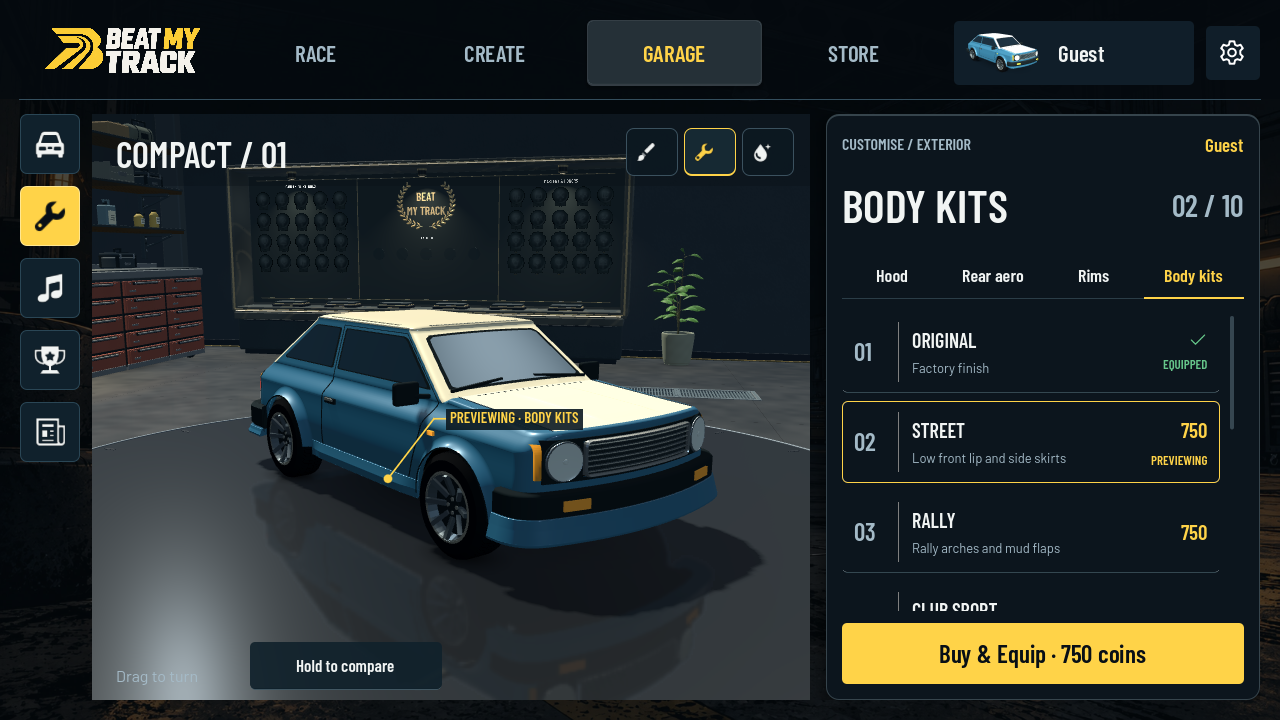 BEAT MY TRACK
RACE
CREATE
GARAGE
STORE
Guest
COMPACT / 01
BEAT
MY TRACK
PREVIEWING · BODY KITS
Hold to compare
Drag to turn
CUSTOMISE / EXTERIOR
Guest
BODY KITS
02 / 10
Hood
Rear aero
Rims
Body kits
01
ORIGINAL
Factory finish
EQUIPPED
02
STREET
Low front lip and side skirts
750
PREVIEWING
03
RALLY
Rally arches and mud flaps
750
CLUB SPORT
Buy & Equip · 750 coins